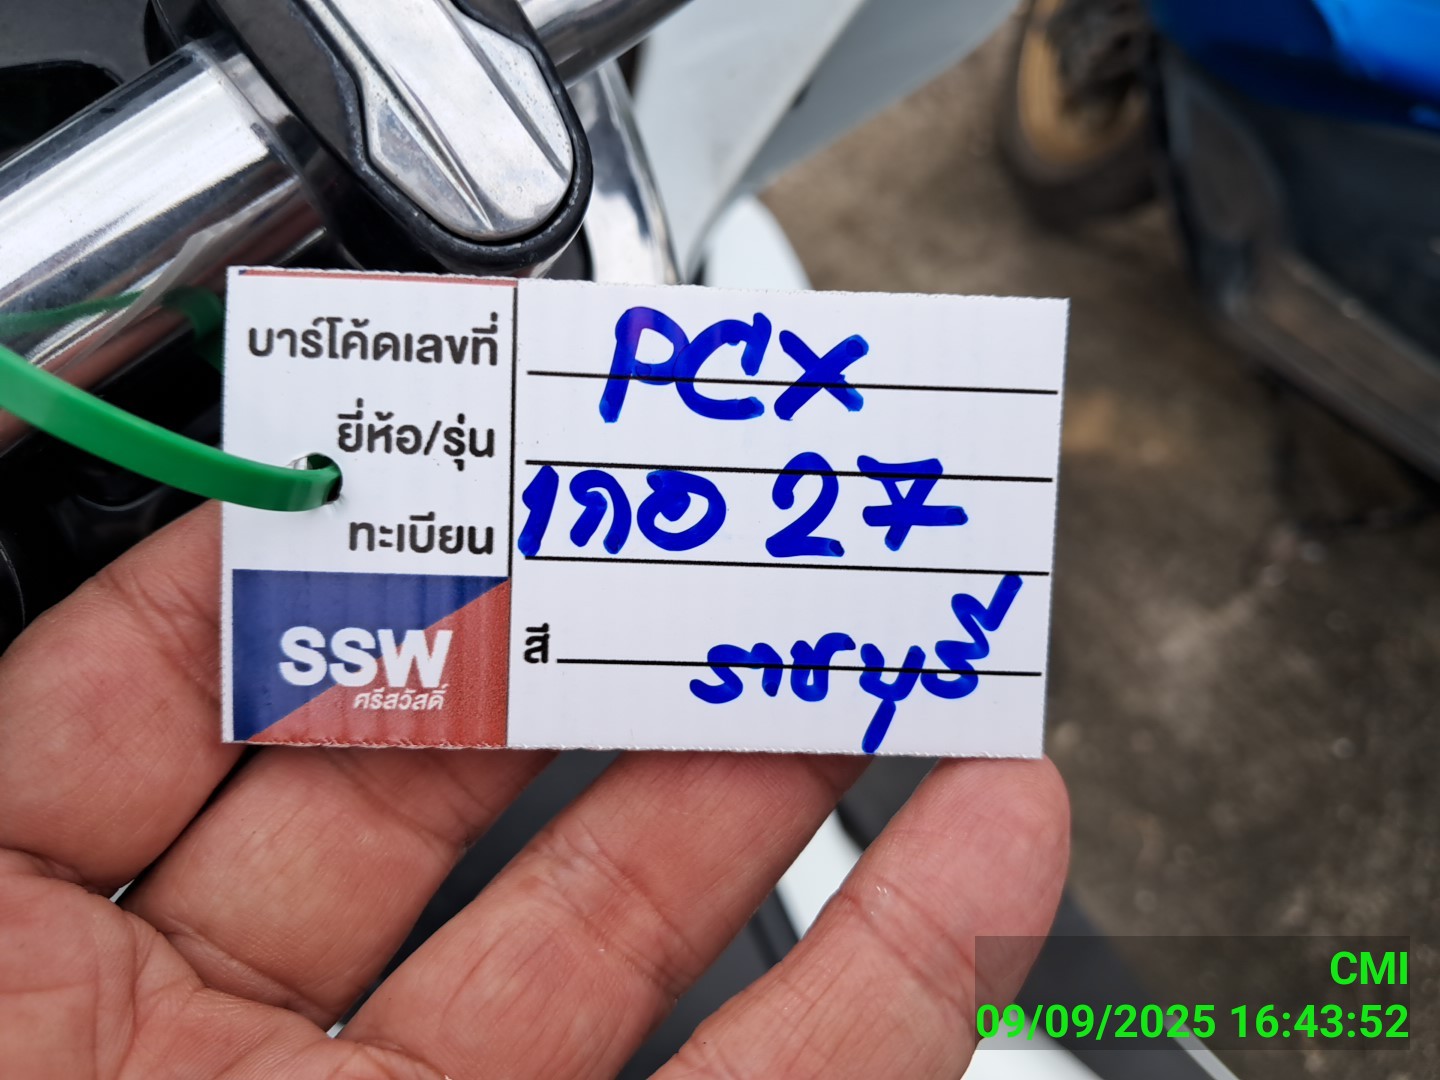 บาร์โค้ดเลขที่ PCX
ยี่ห้อ/รุ่น
ทะเบียน 1กอ 27
สี ราชบุรี
SSW
ศรีสวัสดิ์
CMI
09/09/2025 16:43:52